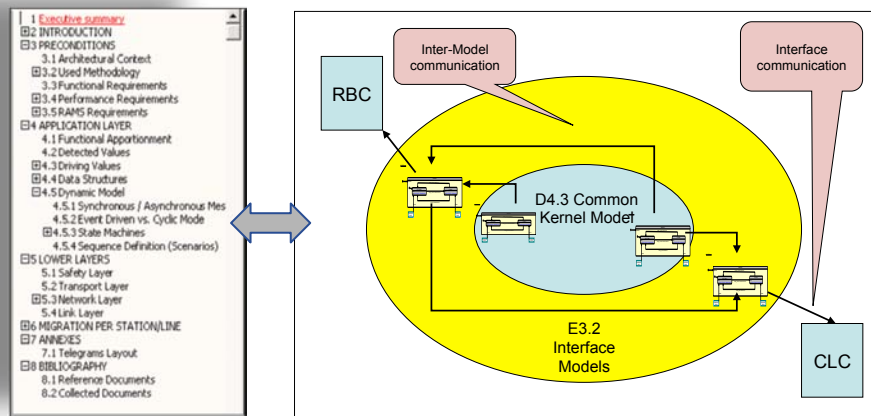 1 Executive summary
2 INTRODUCTION
3 PRECONDITIONS
3.1 Architectural Context
3.2 Used Methodology
3.3 Functional Requirements
3.4 Performance Requirements
3.5 RAMS Requirements
4 APPLICATION LAYER
4.1 Functional Apportionment
4.2 Detected Values
4.3 Driving Values
4.4 Data Structures
4.5 Dynamic Model
4.5.1 Synchronous / Asynchronous Mes
4.5.2 Event Driven vs. Cyclic Mode
4.5.3 State Machines
4.5.4 Sequence Definition (Scenarios)
5 LOWER LAYERS
5.1 Safety Layer
5.2 Transport Layer
5.3 Network Layer
5.4 Link Layer
6 MIGRATION PER STATION/LINE
7 ANNEXES
7.1 Telegrams Layout
8 BIBLIOGRAPHY
8.1 Reference Documents
8.2 Collected Documents
Inter-Model
communication
Interface
communication
RBC
D4.3 Common
Kernel Model
E3.2
Interface
Models
CLC